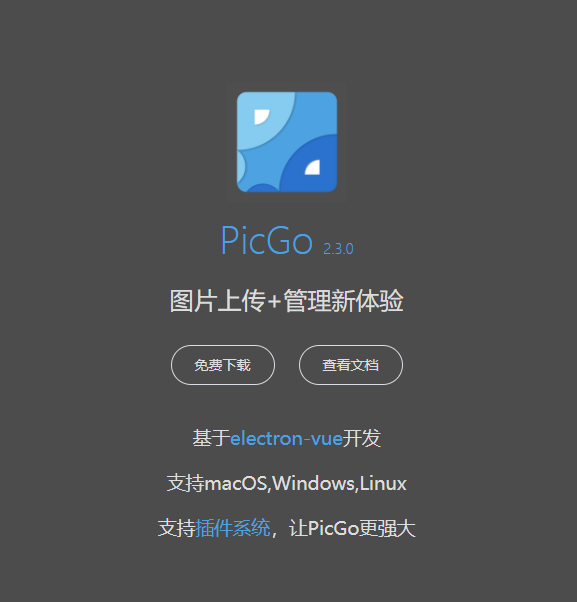 PicGo 2.3.0
图片上传+管理新体验
免费下载 查看文档
基于electron-vue开发
支持macOS,Windows,Linux
支持插件系统，让PicGo更强大